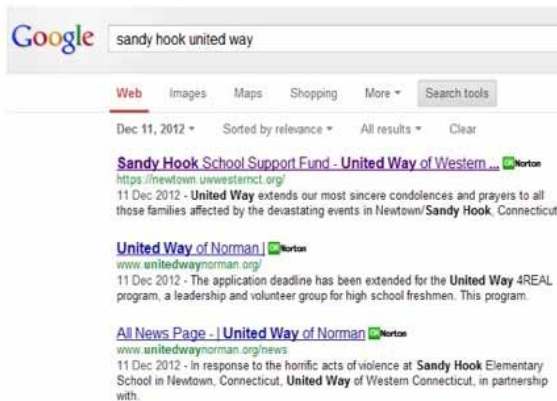 Google sandy hook united way
Web Images Maps Shopping More Search tools
Dec 11, 2012 Sorted by relevance All results Clear
Sandy Hook School Support Fund - United Way of Western ... OK Norton
https://newtown.uwwesternct.org/
11 Dec 2012 - United Way extends our most sincere condolences and prayers to all
those families affected by the devastating events in Newtown/Sandy Hook, Connecticut
United Way of Norman | OK Norton
www.unitedwaynorman.org/
11 Dec 2012 - The application deadline has been extended for the United Way 4REAL
program, a leadership and volunteer group for high school freshmen. This program.
All News Page - | United Way of Norman OK Norton
www.unitedwaynorman.org/news
11 Dec 2012 - In response to the horrific acts of violence at Sandy Hook Elementary
School in Newtown, Connecticut, United Way of Western Connecticut, in partnership
with.